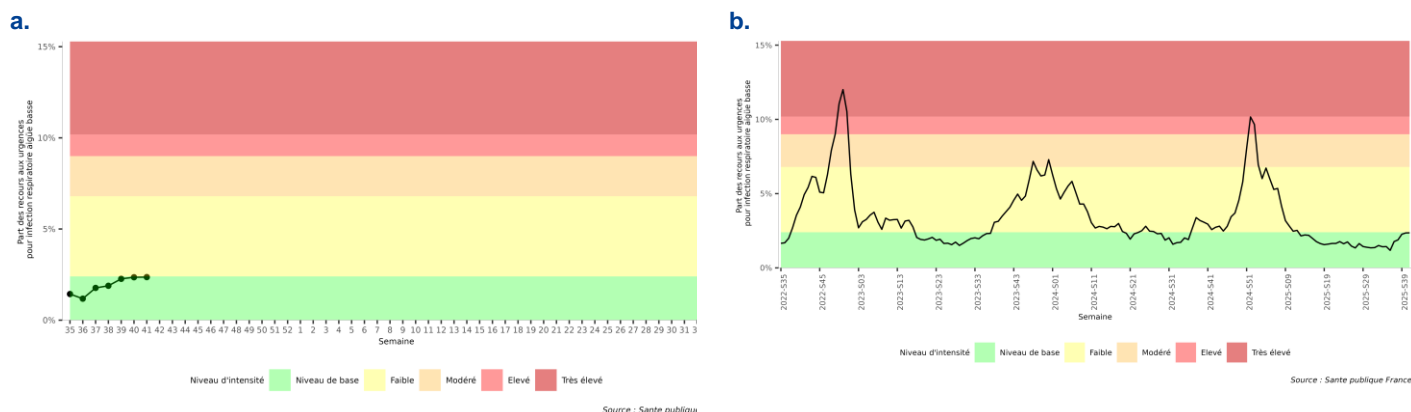 a.
15%
10%
5%
0%
Part des recours aux urgences
pour infection respiratoire aigüe basse
35 36 37 38 39 40 41 42 43 44 45 46 47 48 49 50 51 52 1 2 3 4 5 6 7 8 9 10 11 12 13 14 15 16 17 18 19 20 21 22 23 24 25 26 27 28 29 30 31 3
Semaine
Niveau d'intensité Niveau de base Faible Modéré Elevé Très élevé
Source : Sante publique
b.
15%
10%
5%
0%
Part des recours aux urgences
pour infection respiratoire aigüe basse
2022-S35 2022-S45 2023-S03 2023-S13 2023-S23 2023-S33 2023-S43 2024-S01 2024-S11 2024-S21 2024-S31 2024-S41 2024-S51 2025-S09 2025-S19 2025-S29 2025-S39
Semaine
Niveau d'intensité Niveau de base Faible Modéré Elevé Très élevé
Source : Sante publique France